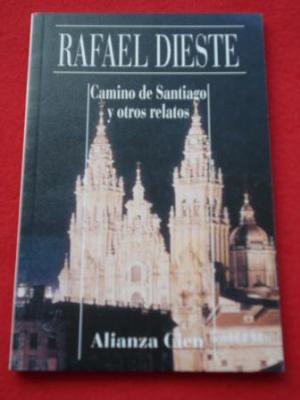 RAFAEL DIESTE
Camino de Santiago
y otros relatos
Alianza Cien